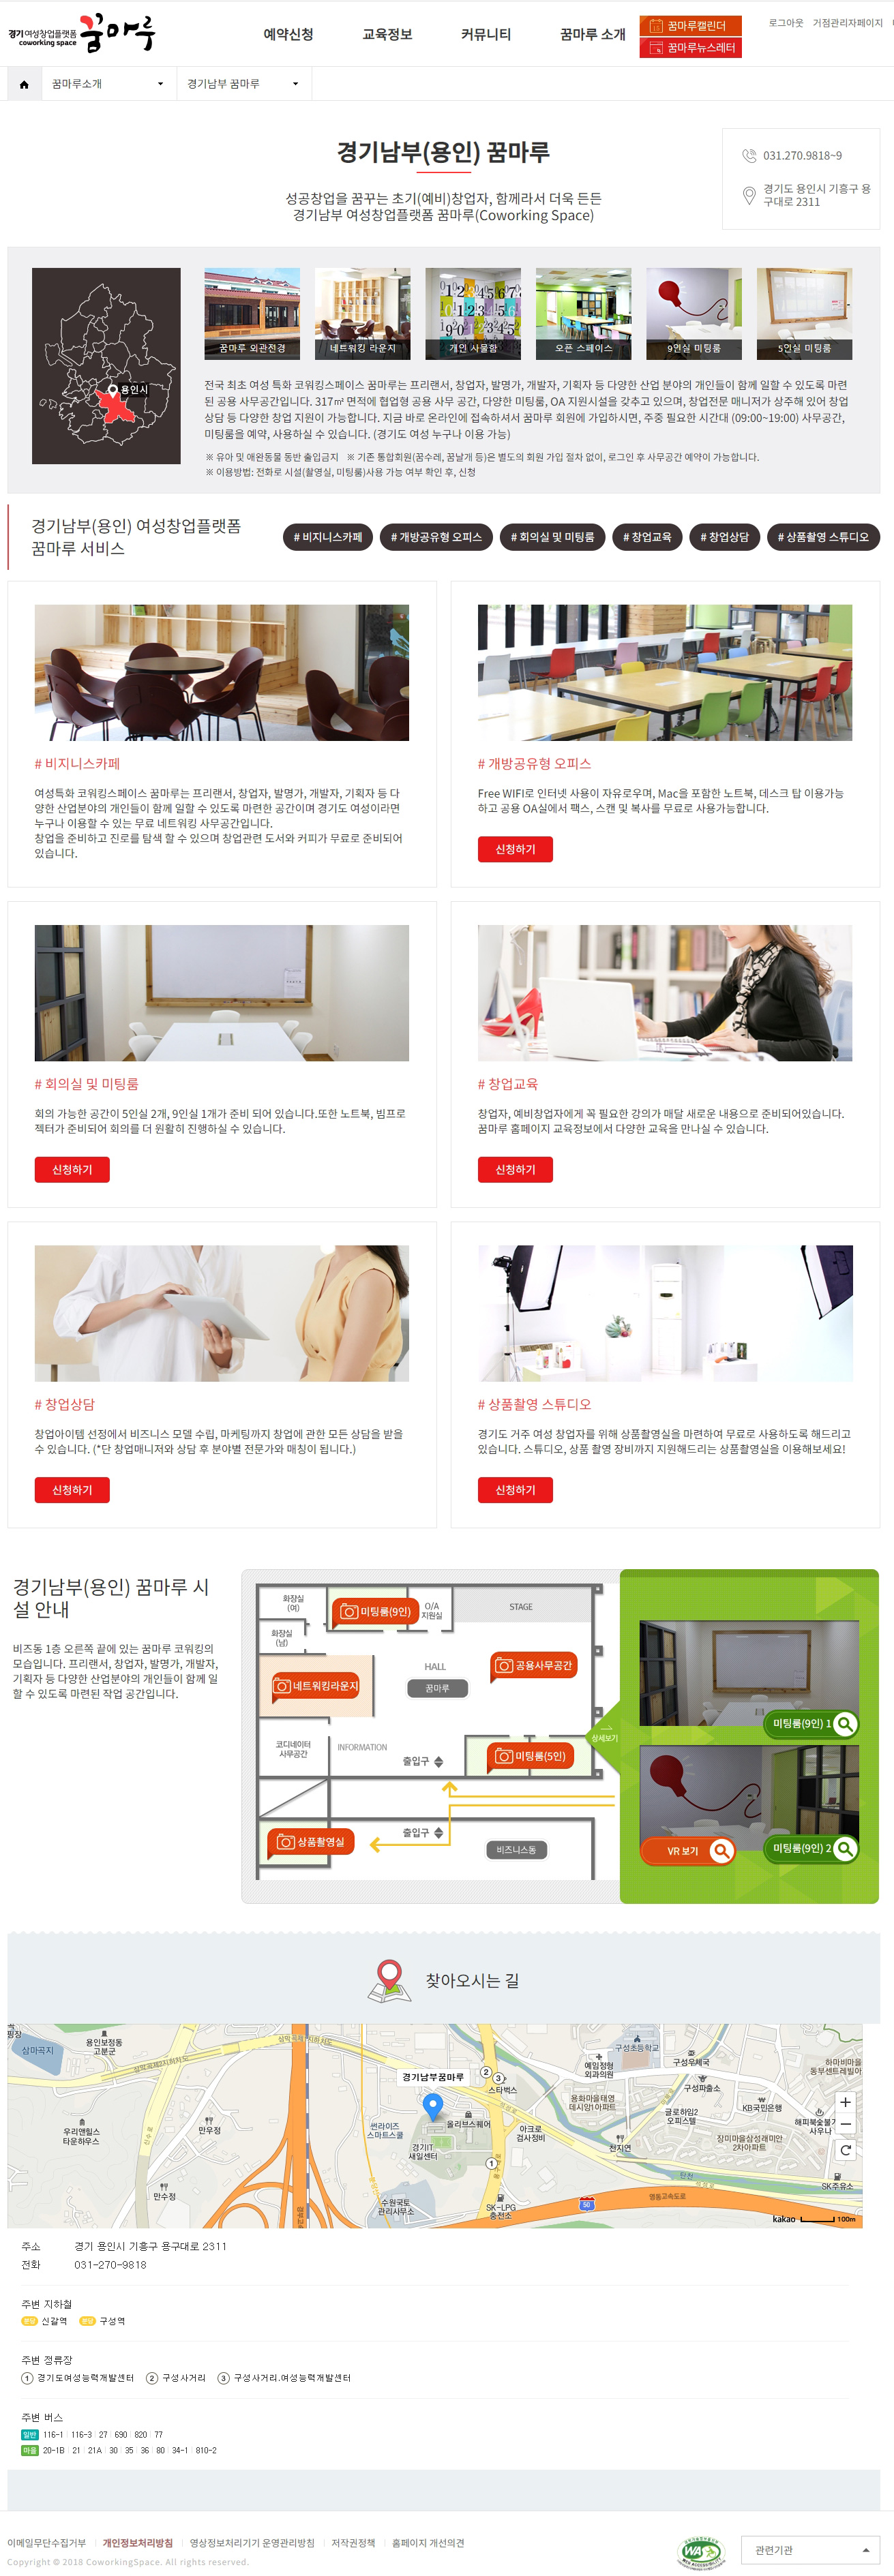 경기여성창업플랫폼
coworking space
꿈마루
예약신청
교육정보
커뮤니티
꿈마루 소개
꿈마루캘린더
꿈마루뉴스레터
로그아웃
거점관리자페이지
꿈마루소개
경기남부 꿈마루
경기남부(용인) 꿈마루
성공창업을 꿈꾸는 초기(예비)창업자, 함께라서 더욱 든든
경기남부 여성창업플랫폼 꿈마루(Coworking Space)
031.270.9818~9
경기도 용인시 기흥구 용
구대로 2311
용인시
꿈마루 외관전경
네트워킹 라운지
개인 사물함
오픈 스페이스
9인실 미팅룸
5인실 미팅룸
전국 최초 여성 특화 코워킹스페이스 꿈마루는 프리랜서, 창업자, 발명가, 개발자, 기획자 등 다양한 산업 분야의 개인들이 함께 일할 수 있도록 마련
된 공용 사무공간입니다. 317㎡ 면적에 협업형 공용 사무 공간, 다양한 미팅룸, OA 지원시설을 갖추고 있으며, 창업전문 매니저가 상주해 있어 창업
상담 등 다양한 창업 지원이 가능합니다. 지금 바로 온라인에 접속하셔서 꿈마루 회원에 가입하시면, 주중 필요한 시간대 (09:00~19:00) 사무공간,
미팅룸을 예약, 사용하실 수 있습니다. (경기도 여성 누구나 이용 가능)
※ 유아 및 애완동물 동반 출입금지 ※ 기존 통합회원(꿈수레, 꿈날개 등)은 별도의 회원 가입 절차 없이, 로그인 후 사무공간 예약이 가능합니다.
※ 이용방법: 전화로 시설(촬영실, 미팅룸)사용 가능 여부 확인 후, 신청
경기남부(용인) 여성창업플랫폼
꿈마루 서비스
# 비지니스카페
# 개방공유형 오피스
# 회의실 및 미팅룸
# 창업교육
# 창업상담
# 상품촬영 스튜디오
# 비지니스카페
여성특화 코워킹스페이스 꿈마루는 프리랜서, 창업자, 발명가, 개발자, 기획자 등 다
양한 산업분야의 개인들이 함께 일할 수 있도록 마련한 공간이며 경기도 여성이라면
누구나 이용할 수 있는 무료 네트워킹 사무공간입니다.
창업을 준비하고 진로를 탐색 할 수 있으며 창업관련 도서와 커피가 무료로 준비되어
있습니다.
# 개방공유형 오피스
Free WIFI로 인터넷 사용이 자유로우며, Mac을 포함한 노트북, 데스크 탑 이용가능
하고 공용 OA실에서 팩스, 스캔 및 복사를 무료로 사용가능합니다.
신청하기
# 회의실 및 미팅룸
회의 가능한 공간이 5인실 2개, 9인실 1개가 준비 되어 있습니다.또한 노트북, 빔프로
젝터가 준비되어 회의를 더 원활히 진행하실 수 있습니다.
신청하기
# 창업교육
창업자, 예비창업자에게 꼭 필요한 강의가 매달 새로운 내용으로 준비되어있습니다.
꿈마루 홈페이지 교육정보에서 다양한 교육을 만나실 수 있습니다.
신청하기
# 창업상담
창업아이템 선정에서 비즈니스 모델 수립, 마케팅까지 창업에 관한 모든 상담을 받을
수 있습니다. (*단 창업매니저와 상담 후 분야별 전문가와 매칭이 됩니다.)
신청하기
# 상품촬영 스튜디오
경기도 거주 여성 창업자를 위해 상품촬영실을 마련하여 무료로 사용하도록 해드리고
있습니다. 스튜디오, 상품 촬영 장비까지 지원해드리는 상품촬영실을 이용해보세요!
신청하기
경기남부(용인) 꿈마루 시
설 안내
비즈동 1층 오른쪽 끝에 있는 꿈마루 코워킹의
모습입니다. 프리랜서, 창업자, 발명가, 개발자,
기획자 등 다양한 산업분야의 개인들이 함께 일
할 수 있도록 마련된 작업 공간입니다.
화장실
(여)
미팅룸(9인)
O/A
지원실
STAGE
화장실
(남)
HALL
꿈마루
공용사무공간
네트워킹라운지
코디네이터
사무공간
INFORMATION
출입구
미팅룸(5인)
상세보기
상품촬영실
출입구
비즈니스동
미팅룸(9인) 1
VR 보기
미팅룸(9인) 2
찾아오시는 길
삼마곡지
용인보정동
고분군
경기남부꿈마루
스타벅스
올리브스퀘어
썬라이즈
스마트스쿨
경기IT
새일센터
아크로
검사정비
우리앤힐스
타운하우스
만우정
만수정
수원국토
관리사무소
SK-LPG
충전소
예일정형
외과의원
구성초등학교
구성우체국
구성파출소
하마비마을
동부센트레빌아
용화마을태영
데시앙1아파트
글로하임2
오피스텔
KB국민은행
해피북숯불가
사우나
천지연
장미마을삼성래미안
2차아파트
탄천
SK주유소
영동고속도로
50
kakao
100m
주소 경기 용인시 기흥구 용구대로 2311
전화 031-270-9818
주변 지하철
분당 신갈역 분당 구성역
주변 정류장
1 경기도여성능력개발센터 2 구성사거리 3 구성사거리.여성능력개발센터
주변 버스
일반 116-1 | 116-3 | 27 | 690 | 820 | 77
마을 20-1B | 21 | 21A | 30 | 35 | 36 | 80 | 34-1 | 810-2
이메일무단수집거부
개인정보처리방침
영상정보처리기기 운영관리방침
저작권정책
홈페이지 개선의견
Copyright © 2018 CoworkingSpace. All rights reserved.
WA
관련기관